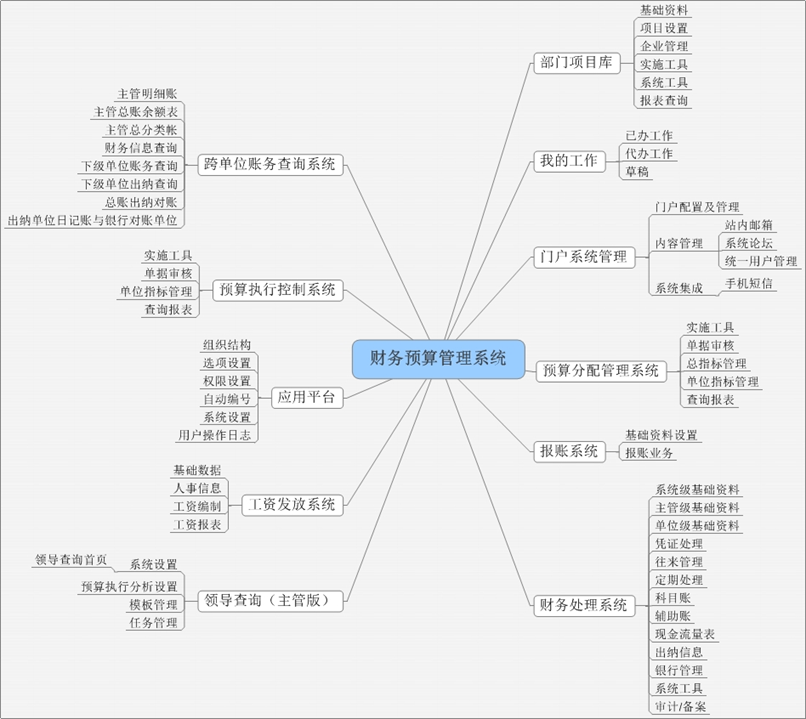 财务预算管理系统
部门项目库
基础资料
项目设置
企业管理
实施工具
系统工具
报表查询
我的工作
已办工作
代办工作
草稿
门户系统管理
门户配置及管理
内容管理
站内邮箱
系统论坛
统一用户管理
系统集成
手机短信
预算分配管理系统
实施工具
单据审核
总指标管理
单位指标管理
查询报表
报账系统
基础资料设置
报账业务
财务处理系统
系统级基础资料
主管级基础资料
单位级基础资料
凭证处理
往来管理
定期处理
科目账
辅助账
现金流量表
出纳信息
银行管理
系统工具
审计/备案
跨单位账务查询系统
主管明细账
主管总账余额表
主管总分类帐
财务信息查询
下级单位账务查询
下级单位出纳查询
总账出纳对账
出纳单位日记账与银行对账单位
预算执行控制系统
实施工具
单据审核
单位指标管理
查询报表
应用平台
组织结构
选项设置
权限设置
自动编号
系统设置
用户操作日志
工资发放系统
基础数据
人事信息
工资编制
工资报表
领导查询（主管版）
系统设置
领导查询首页
预算执行分析设置
模板管理
任务管理